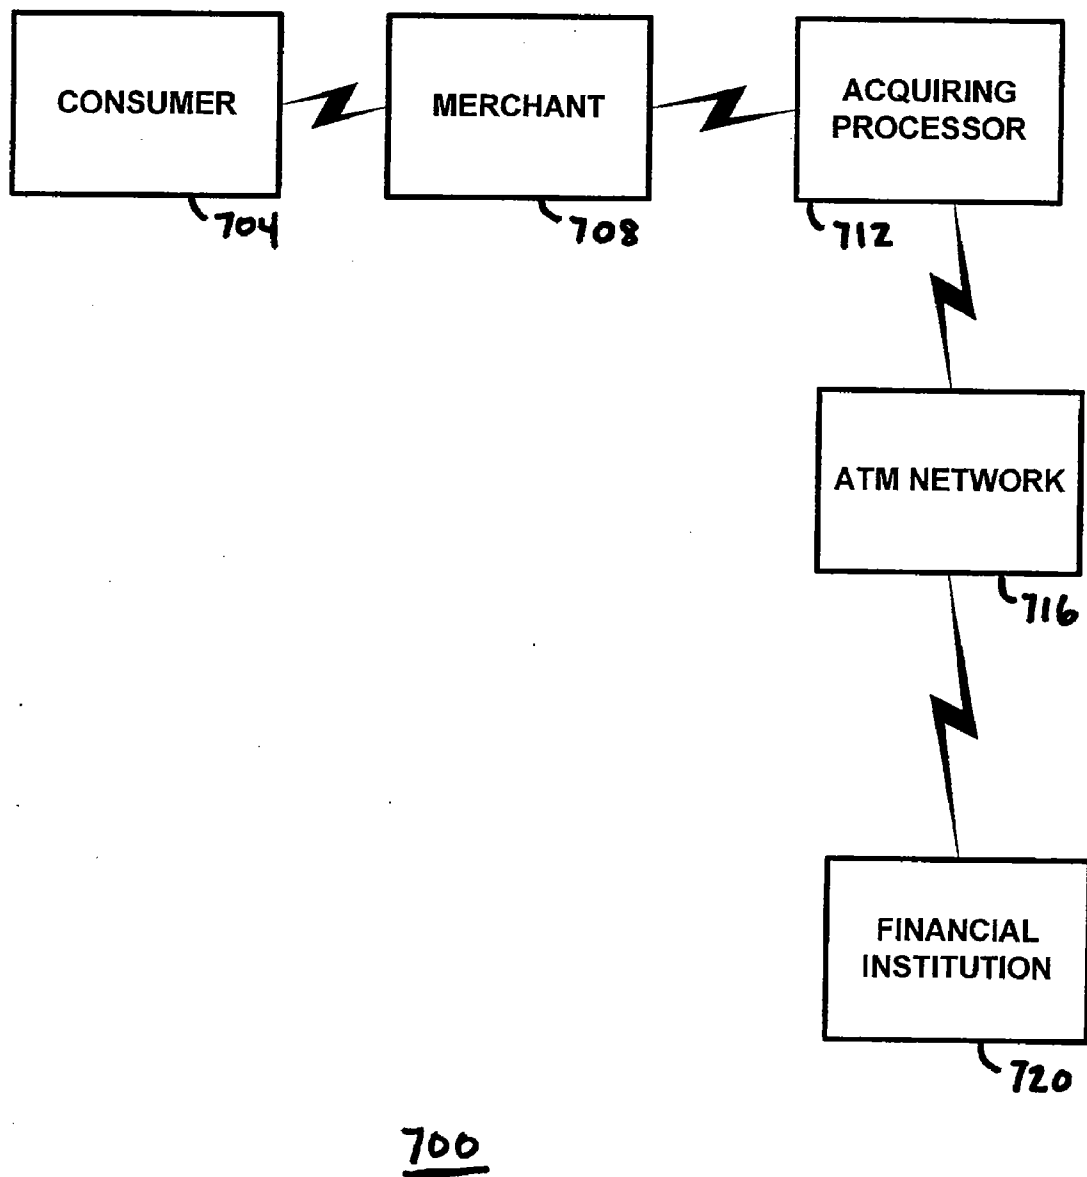 CONSUMER
704
MERCHANT
708
ACQUIRING
PROCESSOR
712
ATM NETWORK
716
FINANCIAL
INSTITUTION
720
700